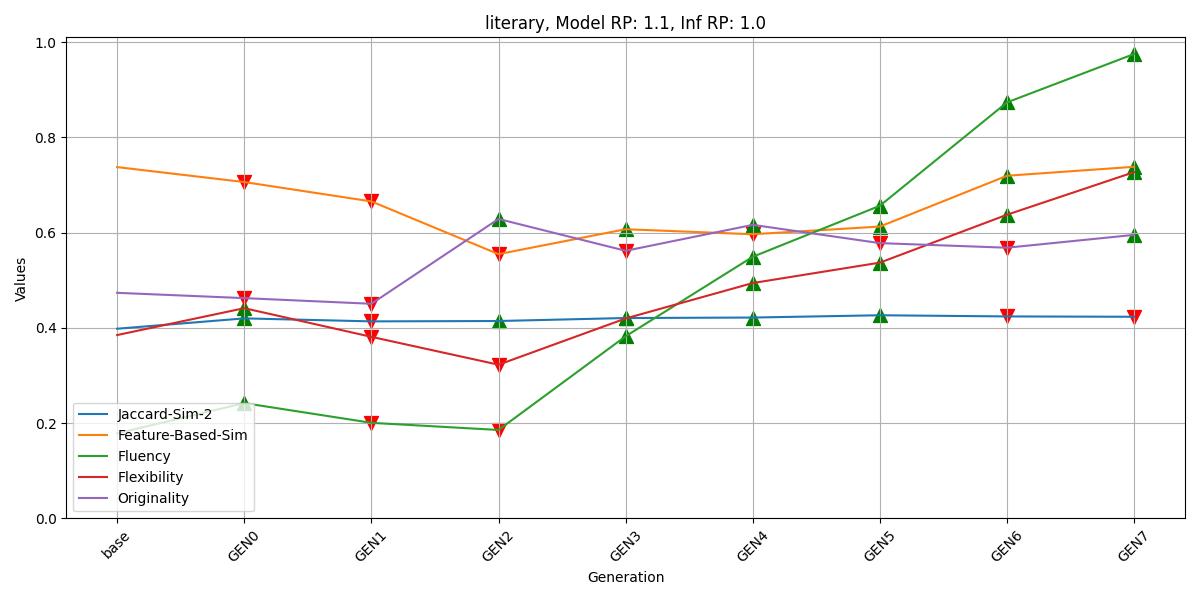 literary, Model RP: 1.1, Inf RP: 1.0
Values
1.0
0.8
0.6
0.4
0.2
0.0
Jaccard-Sim-2
Feature-Based-Sim
Fluency
Flexibility
Originality
base
GEN0
GEN1
GEN2
GEN3
GEN4
GEN5
GEN6
GEN7
Generation